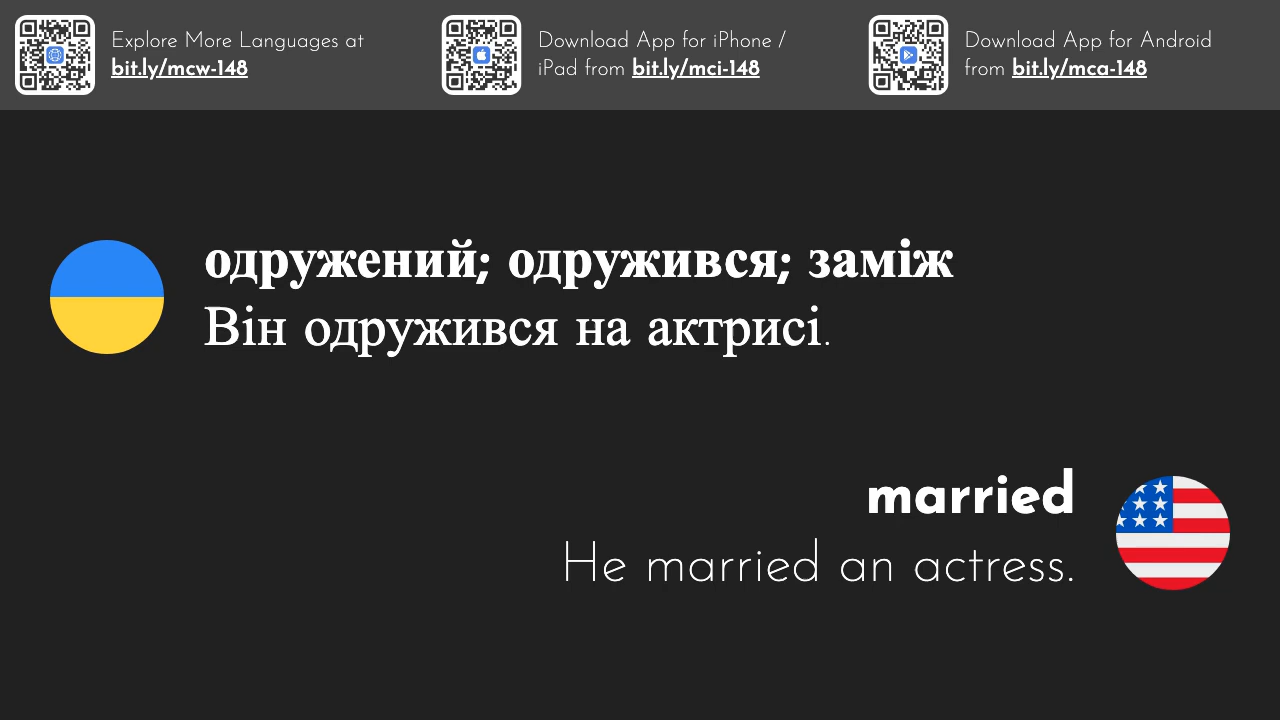 Explore More Languages at
bit.ly/mcw-148
Download App for iPhone /
iPad from bit.ly/mci-148
Download App for Android
from bit.ly/mca-148
одружений; одружився; заміж
Він одружився на актрисі.
married
He married an actress.